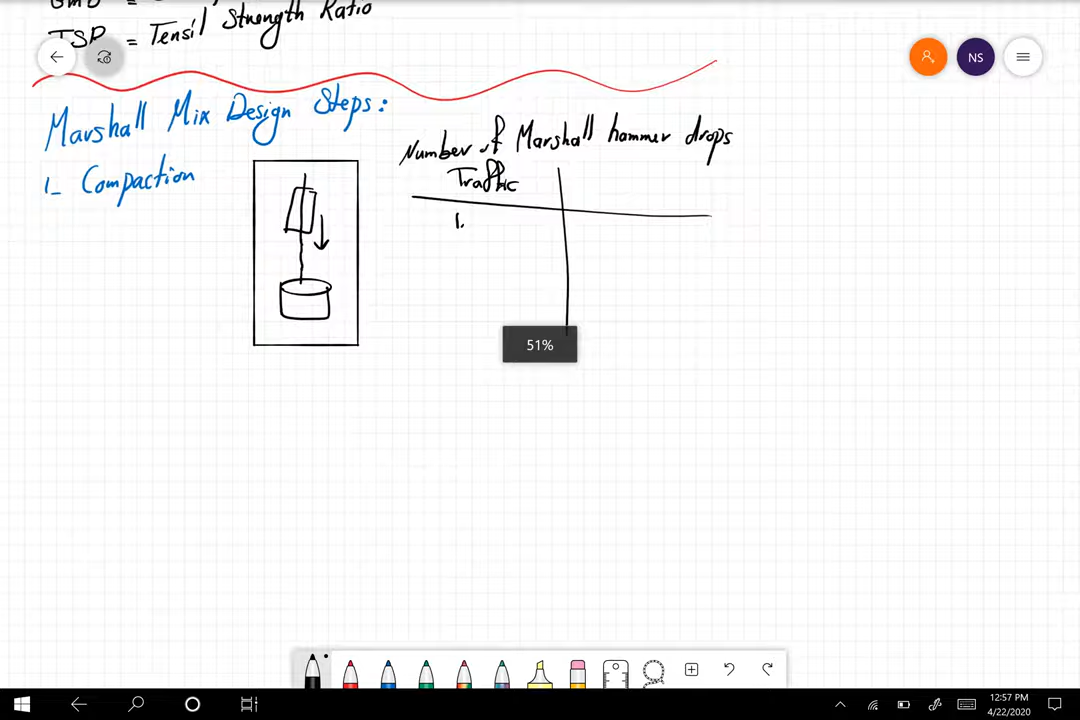 = Tensil Strength Ratio
TSR
NS
Marshall Mix Design Steps:
1_ Compaction
Number of Marshall hammer drops
Traffic
1.
51%
12:57 PM
4/22/2020